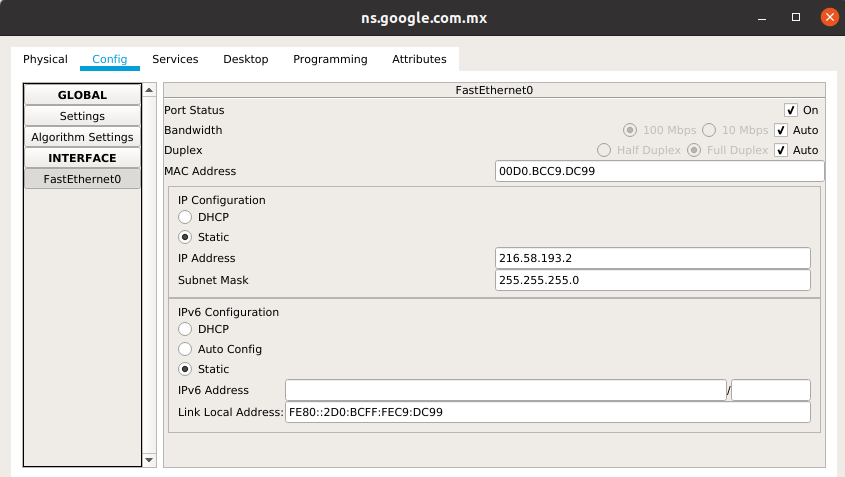 ns.google.com.mx
Physical Config Services Desktop Programming Attributes
GLOBAL
Settings
Algorithm Settings
INTERFACE
FastEthernet0
FastEthernet0
Port Status On
Bandwidth 100 Mbps 10 Mbps Auto
Duplex Half Duplex Full Duplex Auto
MAC Address 00D0.BCC9.DC99
IP Configuration
DHCP
Static
IP Address 216.58.193.2
Subnet Mask 255.255.255.0
IPv6 Configuration
DHCP
Auto Config
Static
IPv6 Address /
Link Local Address: FE80::2D0:BCFF:FEC9:DC99